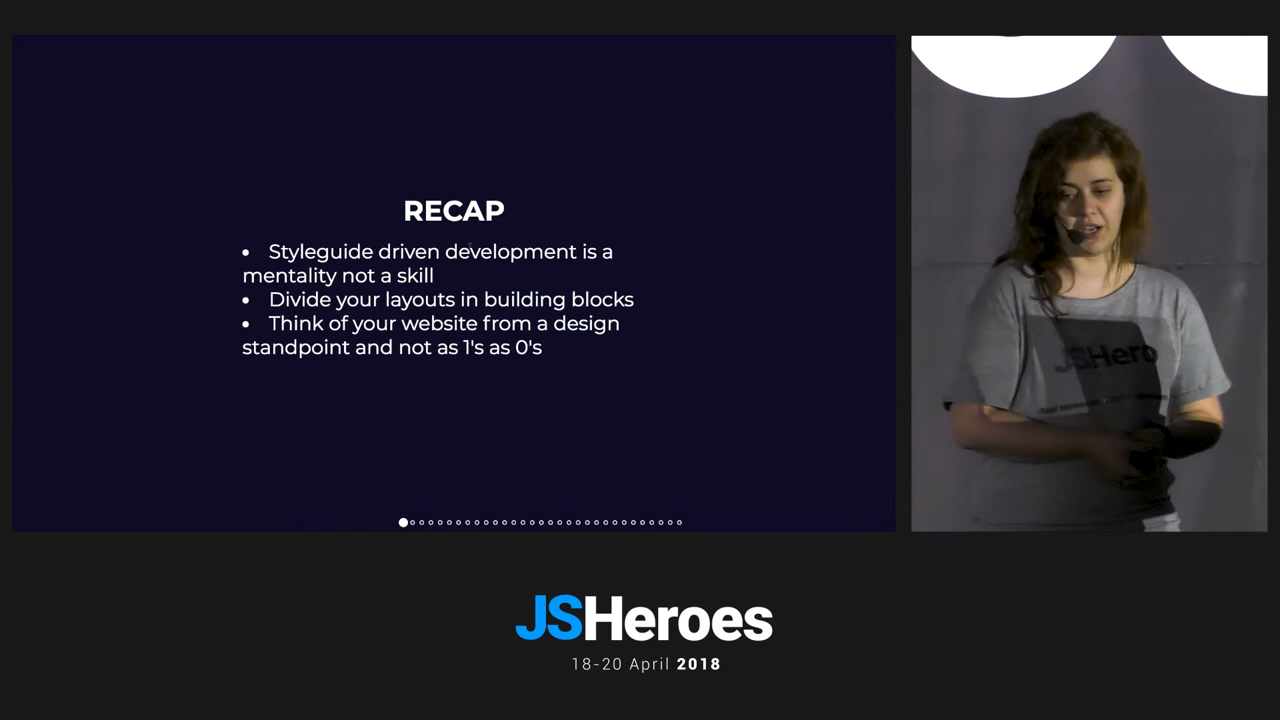 RECAP
• Styleguide driven development is a
mentality not a skill
• Divide your layouts in building blocks
• Think of your website from a design
standpoint and not as 1's as 0's
JSHero
JSHeroes
18-20 April 2018